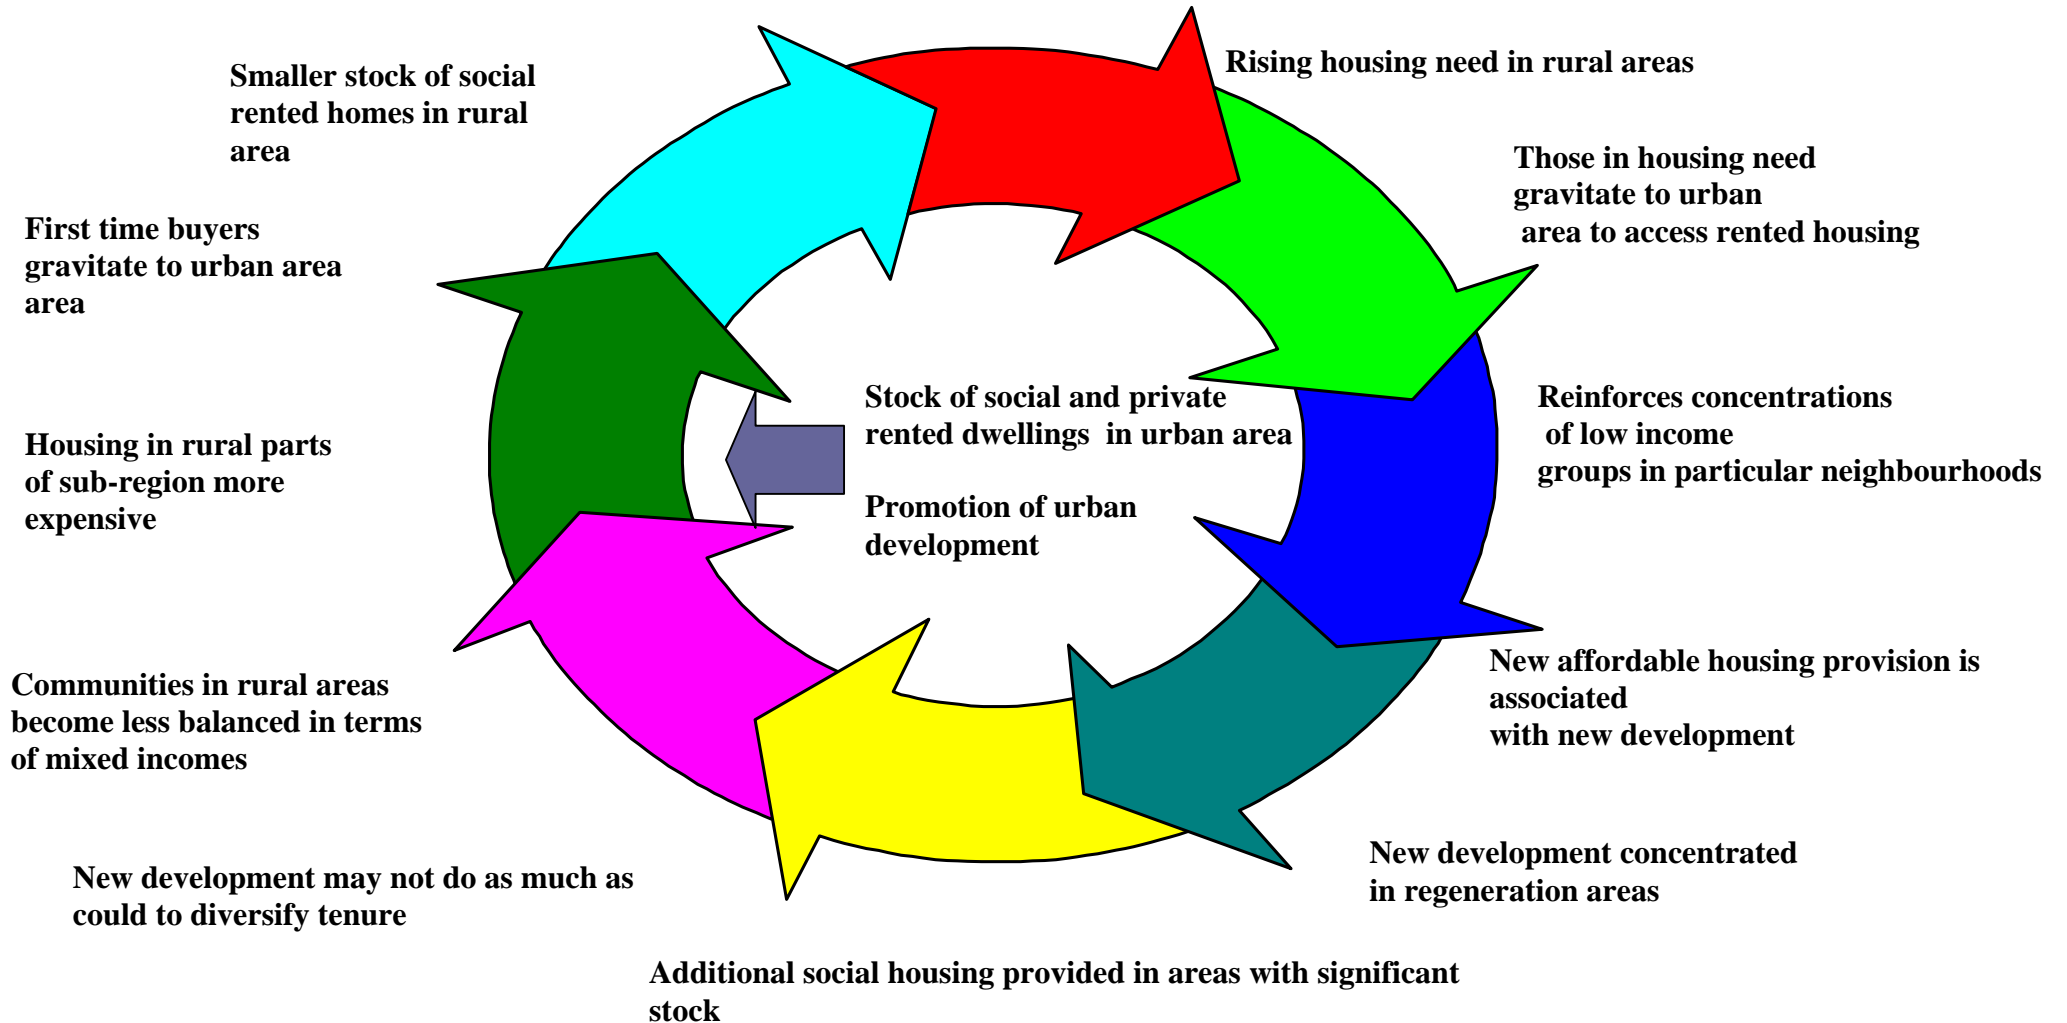 Rising housing need in rural areas
Those in housing need
gravitate to urban
area to access rented housing
Reinforces concentrations
of low income
groups in particular neighbourhoods
New affordable housing provision is
associated
with new development
New development concentrated
in regeneration areas
Additional social housing provided in areas with significant
stock
New development may not do as much as
could to diversify tenure
Communities in rural areas
become less balanced in terms
of mixed incomes
Housing in rural parts
of sub-region more
expensive
First time buyers
gravitate to urban area
area
Smaller stock of social
rented homes in rural
area
Stock of social and private
rented dwellings in urban area
Promotion of urban
development